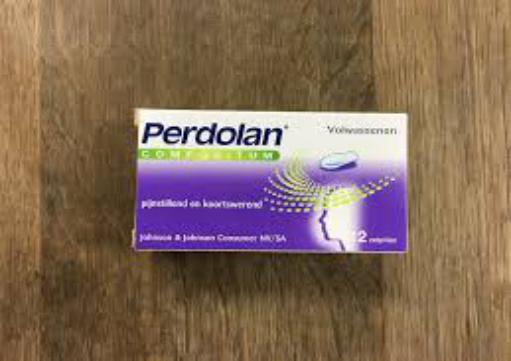 Perdolan®
COMPOSITUM
Volwassenen
pijnstillend en koortswerend
Johnson & Johnson Consumer NV/SA
12